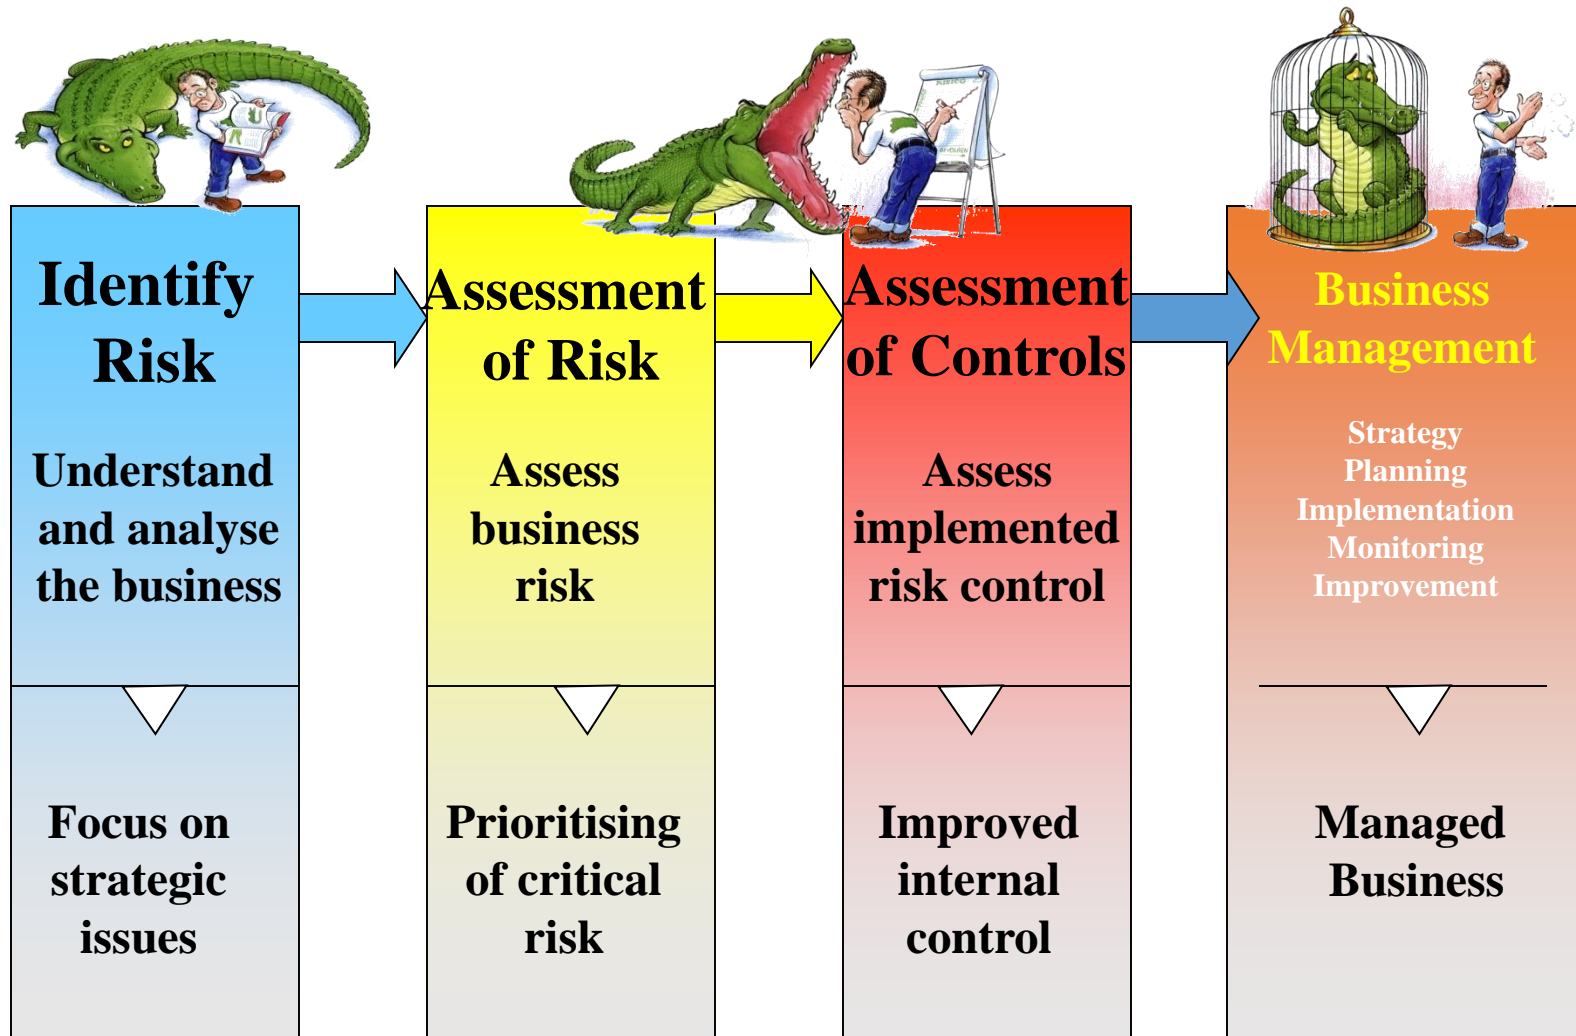 Identify
Risk
Understand
and analyse
the business
Focus on
strategic
issues
Assessment
of Risk
Assess
business
risk
Prioritising
of critical
risk
Assessment
of Controls
Assess
implemented
risk control
Improved
internal
control
Business
Management
Strategy
Planning
Implementation
Monitoring
Improvement
Managed
Business